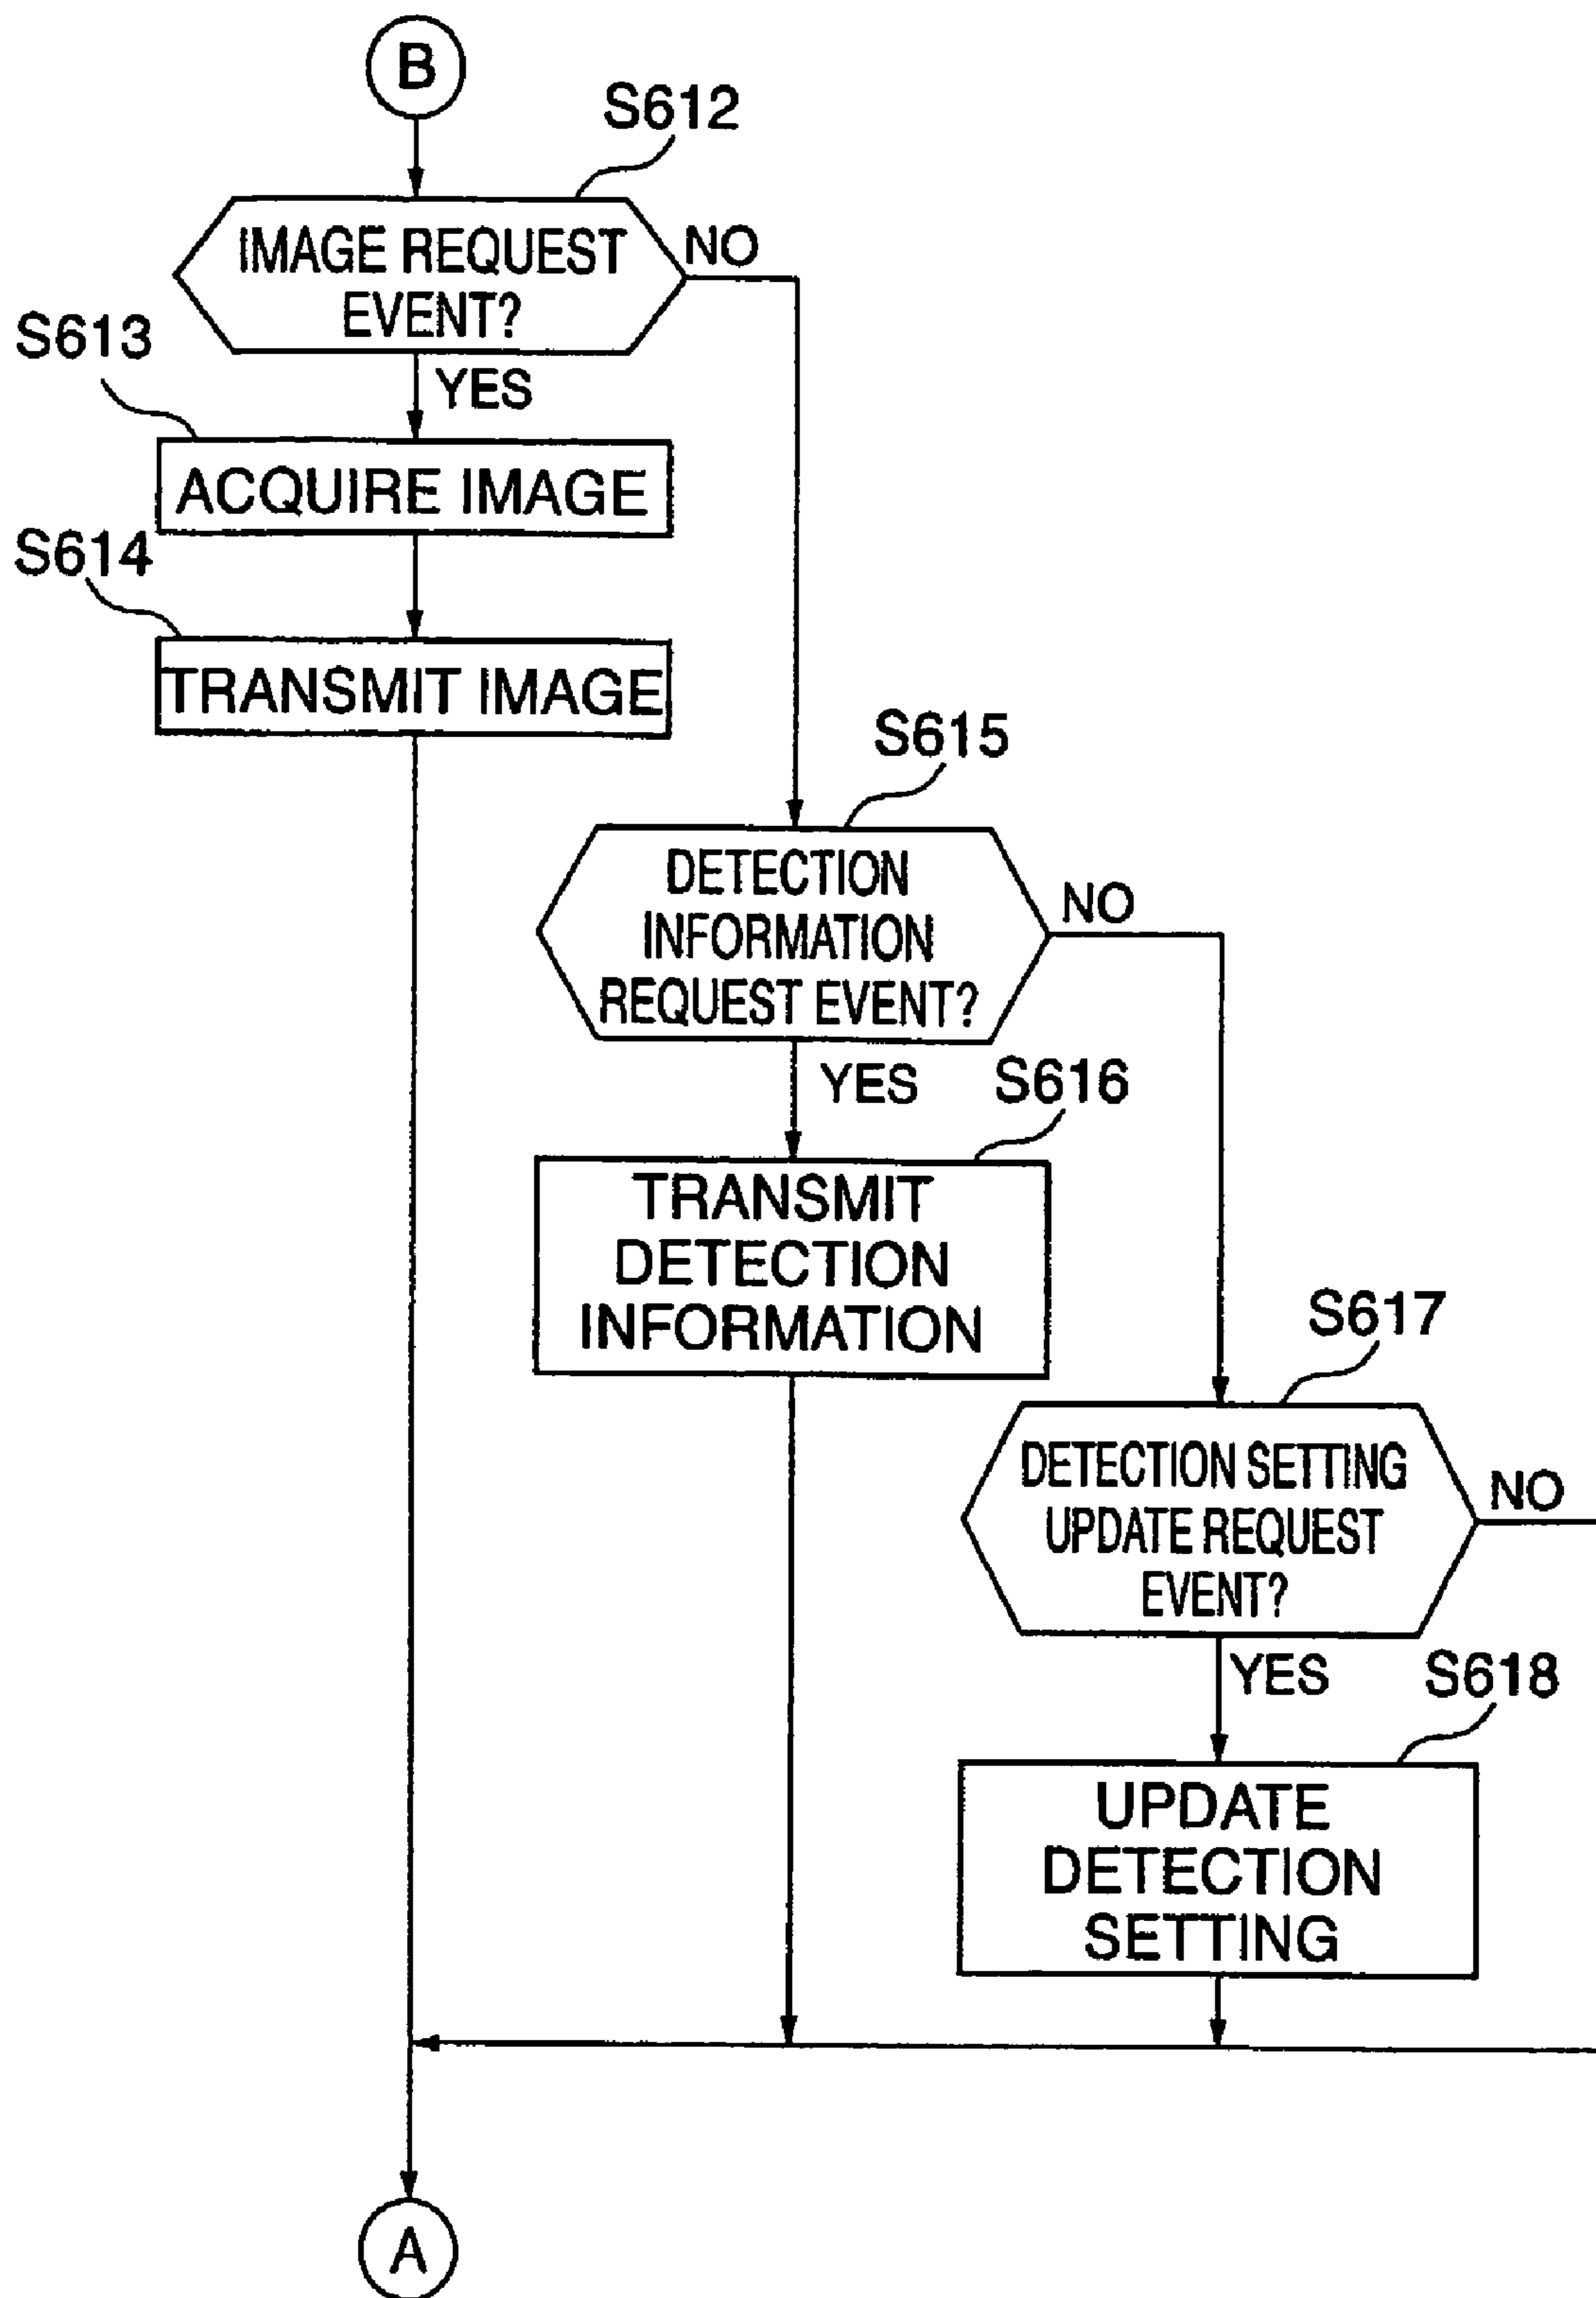 B
S612
IMAGE REQUEST
EVENT?
NO
S613
YES
ACQUIRE IMAGE
S614
TRANSMIT IMAGE
S615
DETECTION
INFORMATION
REQUEST EVENT?
NO
YES
S616
TRANSMIT
DETECTION
INFORMATION
S617
DETECTION SETTING
UPDATE REQUEST
EVENT?
NO
YES
S618
UPDATE
DETECTION
SETTING
A